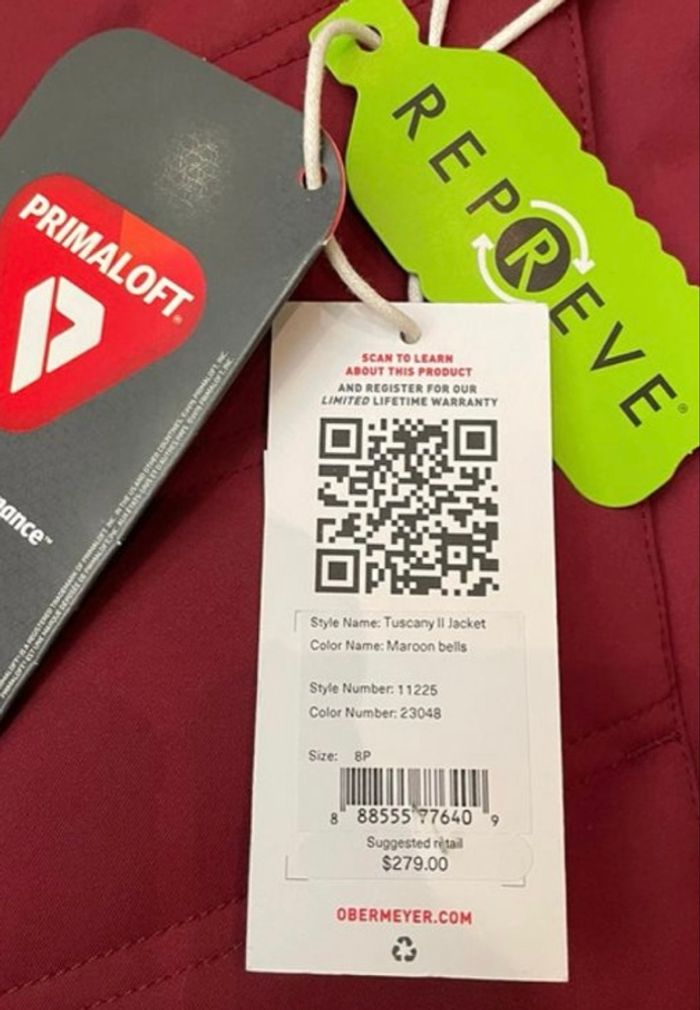 PRIMALOFT®
ance™
REPREVE®
SCAN TO LEARN
ABOUT THIS PRODUCT
AND REGISTER FOR OUR
LIMITED LIFETIME WARRANTY
Style Name: Tuscany II Jacket
Color Name: Maroon bells
Style Number: 11225
Color Number: 23048
Size: 8P
8 88555 77640 9
Suggested retail
$279.00
OBERMEYER.COM